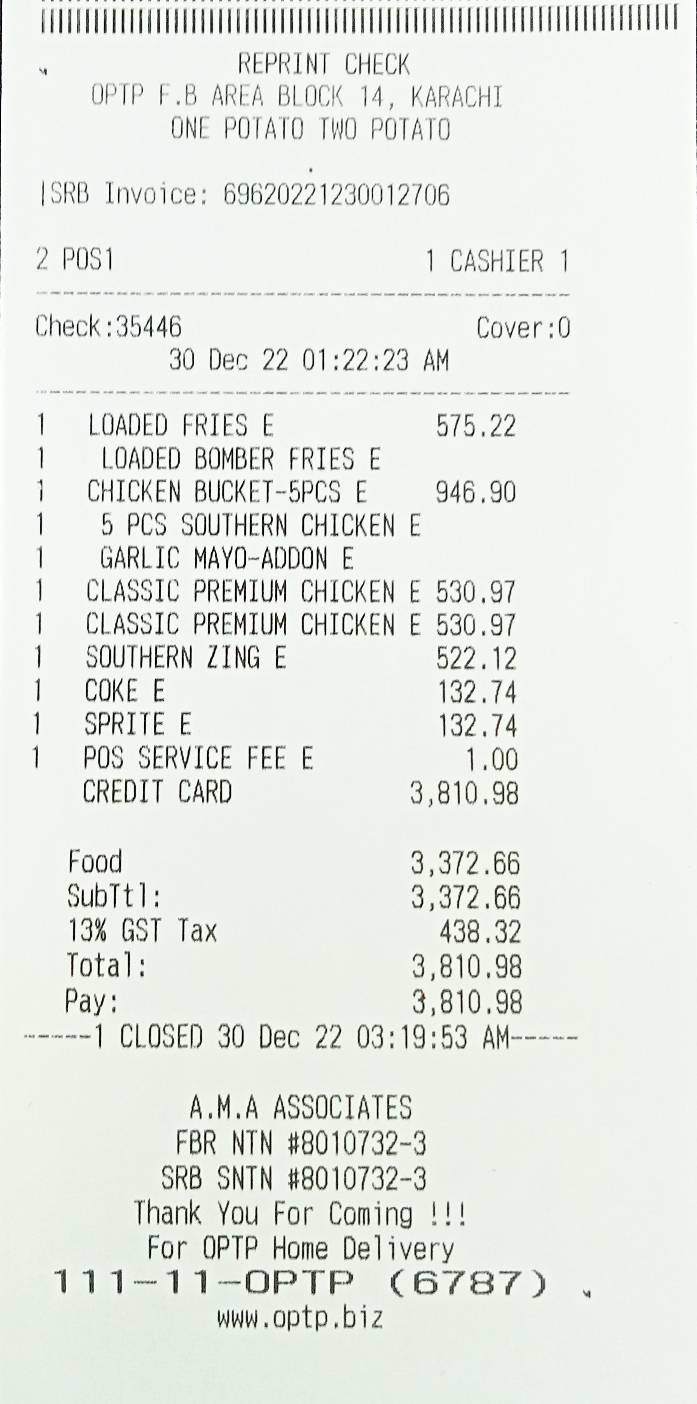 REPRINT CHECK
OPTP F.B AREA BLOCK 14, KARACHI
ONE POTATO TWO POTATO
|SRB Invoice: 69620221230012706
2 POS1 1 CASHIER 1
Check:35446 Cover:0
30 Dec 22 01:22:23 AM
1 LOADED FRIES E 575.22
1 LOADED BOMBER FRIES E
1 CHICKEN BUCKET-5PCS E 946.90
1 5 PCS SOUTHERN CHICKEN E
1 GARLIC MAYO-ADDON E
1 CLASSIC PREMIUM CHICKEN E 530.97
1 CLASSIC PREMIUM CHICKEN E 530.97
1 SOUTHERN ZING E 522.12
1 COKE E 132.74
1 SPRITE E 132.74
1 POS SERVICE FEE E 1.00
CREDIT CARD 3,810.98
Food 3,372.66
SubTtl: 3,372.66
13% GST Tax 438.32
Total: 3,810.98
Pay: 3,810.98
-----1 CLOSED 30 Dec 22 03:19:53 AM-----
A.M.A ASSOCIATES
FBR NTN #8010732-3
SRB SNTN #8010732-3
Thank You For Coming !!!
For OPTP Home Delivery
111-11-OPTP (6787)
www.optp.biz